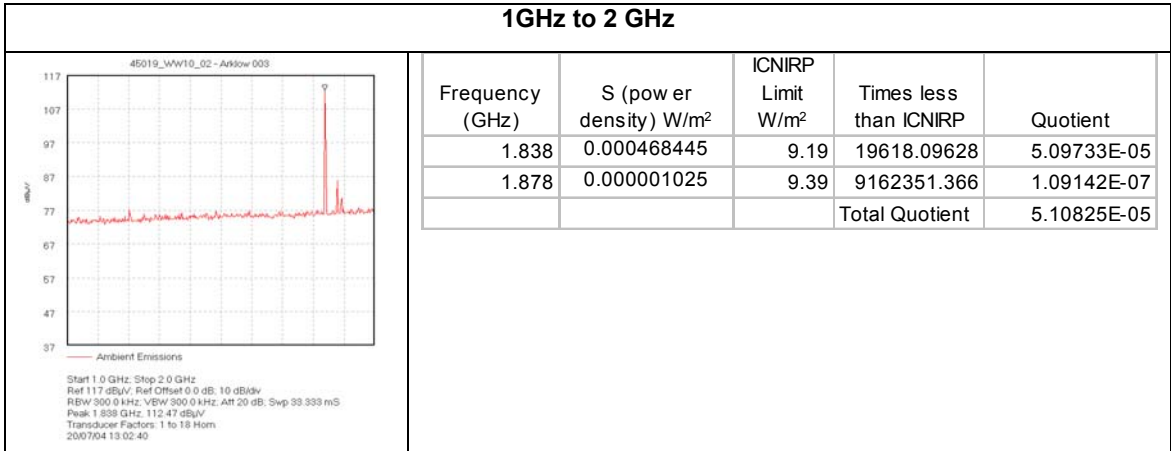 1GHz to 2 GHz
45019_WW10_02 - Arklow 003
117
107
97
87
77
67
57
47
37
dBµV
Ambient Emissions
Start 1.0 GHz; Stop 2.0 GHz
Ref 117 dBµV; Ref Offset 0.0 dB; 10 dB/div
RBW 300.0 kHz; VBW 300.0 kHz; Att 20 dB; Swp 33.333 mS
Peak 1.838 GHz, 112.47 dBµV
Transducer Factors: 1 to 18 Horn
20/07/04 13:02:40
Frequency (GHz) S (pow er density) W/m² ICNIRP Limit W/m² Times less than ICNIRP Quotient
1.838 0.000468445 9.19 19618.09628 5.09733E-05
1.878 0.000001025 9.39 9162351.366 1.09142E-07
Total Quotient 5.10825E-05